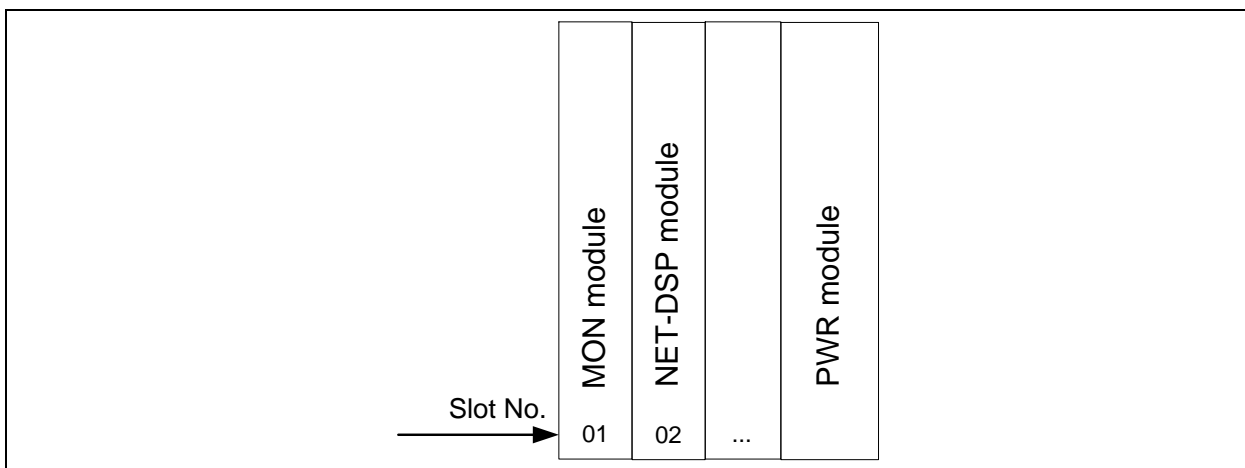 MON module
NET-DSP module
PWR module
Slot No.
01
02
...